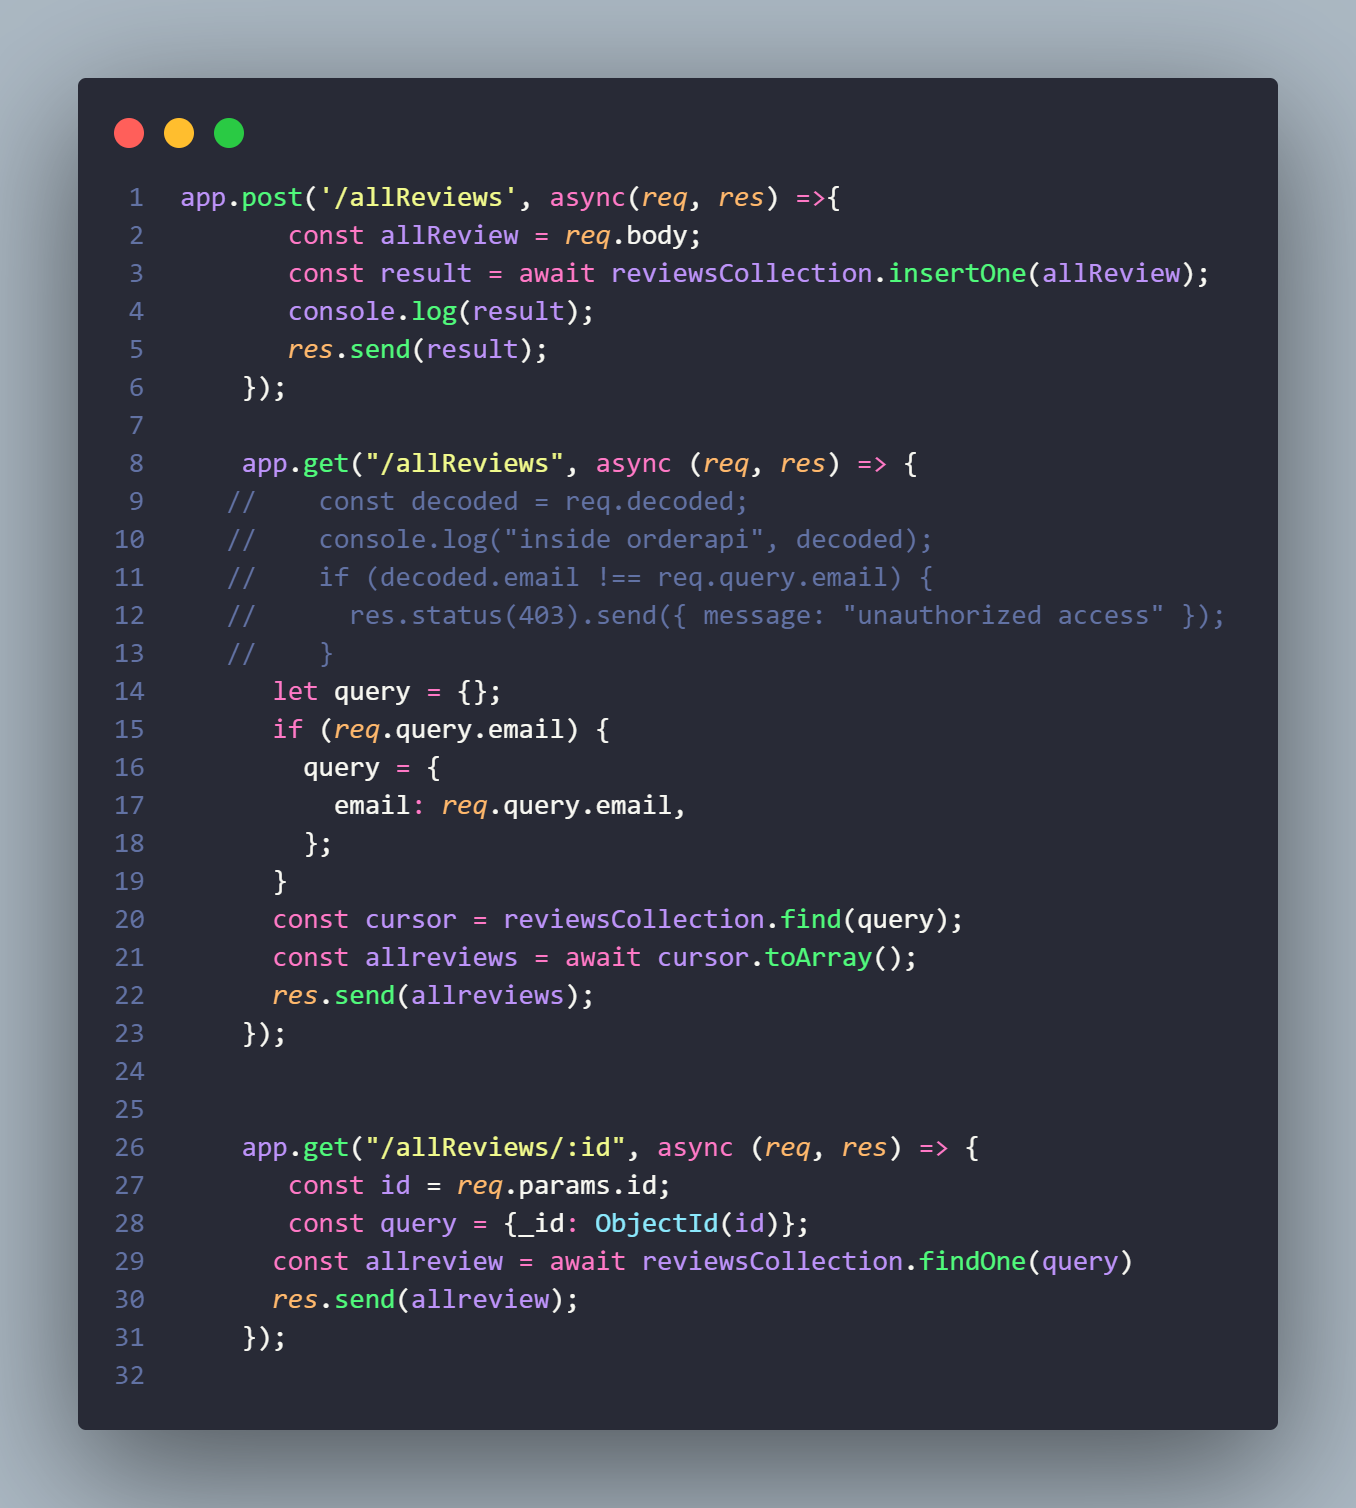 1 app.post('/allReviews', async(req, res) =>{
2 const allReview = req.body;
3 const result = await reviewsCollection.insertOne(allReview);
4 console.log(result);
5 res.send(result);
6 });
7
8 app.get("/allReviews", async (req, res) => {
9 // const decoded = req.decoded;
10 // console.log("inside orderapi", decoded);
11 // if (decoded.email !== req.query.email) {
12 // res.status(403).send({ message: "unauthorized access" });
13 // }
14 let query = {};
15 if (req.query.email) {
16 query = {
17 email: req.query.email,
18 };
19 }
20 const cursor = reviewsCollection.find(query);
21 const allreviews = await cursor.toArray();
22 res.send(allreviews);
23 });
24
25
26 app.get("/allReviews/:id", async (req, res) => {
27 const id = req.params.id;
28 const query = {_id: ObjectId(id)};
29 const allreview = await reviewsCollection.findOne(query)
30 res.send(allreview);
31 });
32